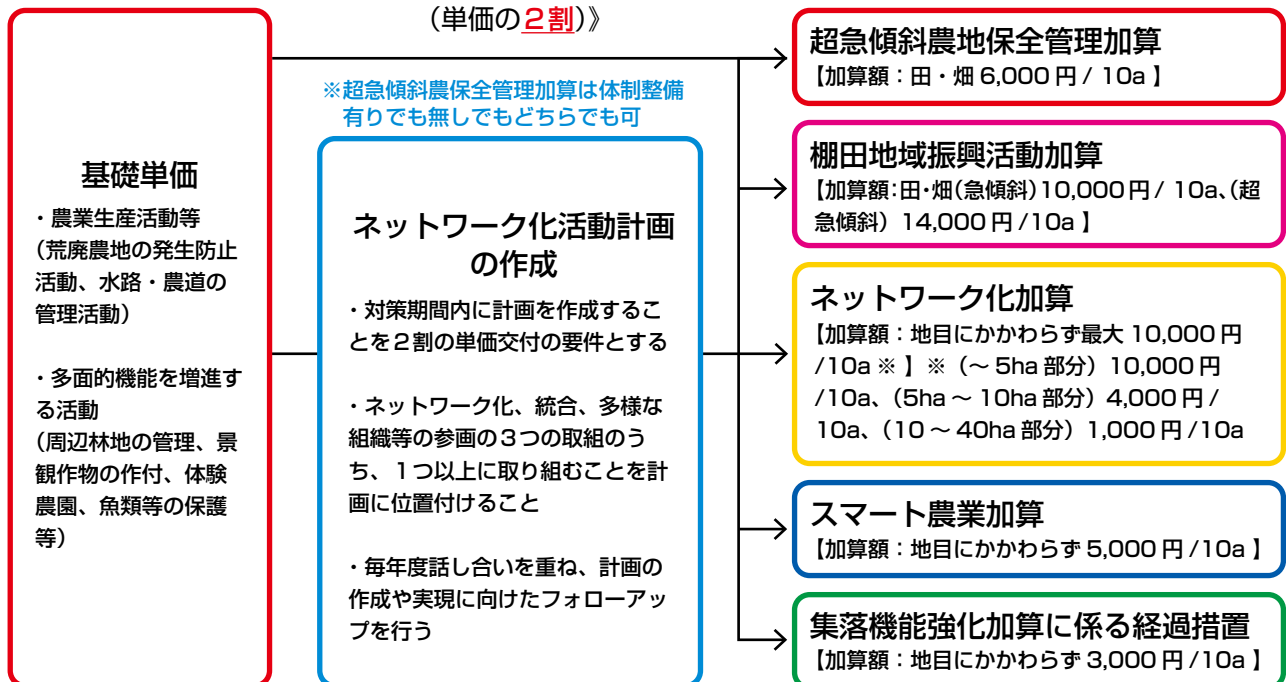 (単価の２割)》
※超急傾斜農保全管理加算は体制整備
有りでも無しでもどちらでも可
基礎単価
・農業生産活動等
（荒廃農地の発生防止
活動、水路・農道の
管理活動）
・多面的機能を増進す
る活動
（周辺林地の管理、景
観作物の作付、体験
農園、魚類等の保護
等）
ネットワーク化活動計画
の作成
・対策期間内に計画を作成するこ
とを２割の単価交付の要件とする
・ネットワーク化、統合、多様な
組織等の参画の３つの取組のう
ち、１つ以上に取り組むことを計
画に位置付けること
・毎年度話し合いを重ね、計画の
作成や実現に向けたフォローアッ
プを行う
超急傾斜農地保全管理加算
【加算額：田・畑 6,000 円 / 10a 】
棚田地域振興活動加算
【加算額：田・畑（急傾斜）10,000 円 / 10a、（超
急傾斜） 14,000 円 /10a 】
ネットワーク化加算
【加算額：地目にかかわらず最大 10,000 円
/10a ※ 】※（～ 5ha 部分）10,000 円
/10a、（5ha ～ 10ha 部分）4,000 円 /
10a、（10 ～ 40ha 部分）1,000 円 /10a
スマート農業加算
【加算額：地目にかかわらず 5,000 円 /10a 】
集落機能強化加算に係る経過措置
【加算額：地目にかかわらず 3,000 円 /10a 】